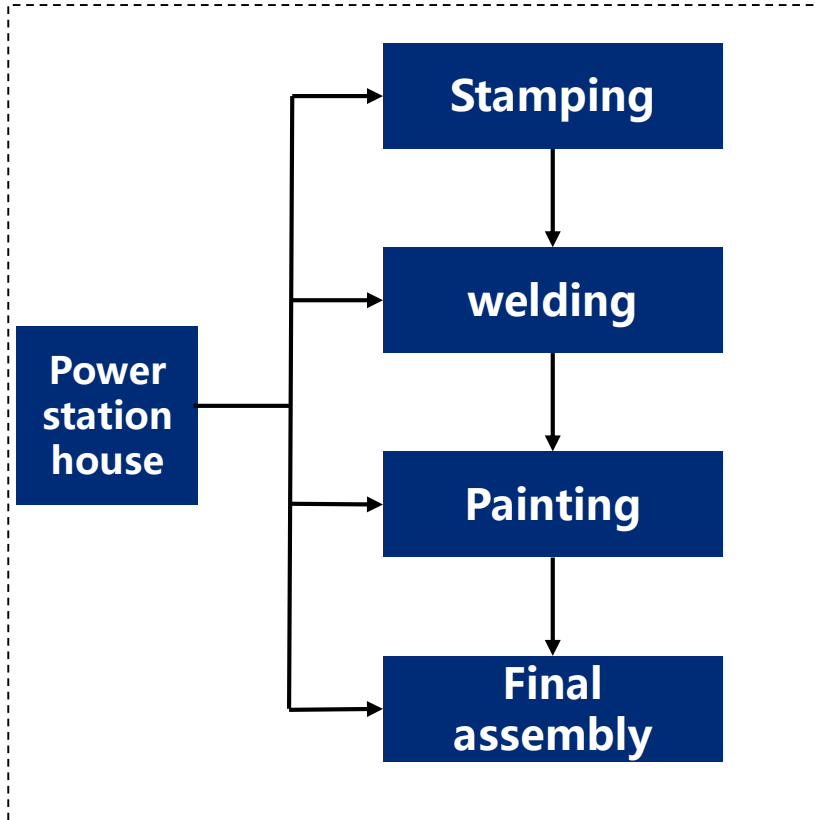 Stamping
welding
Power
station
house
Painting
Final
assembly